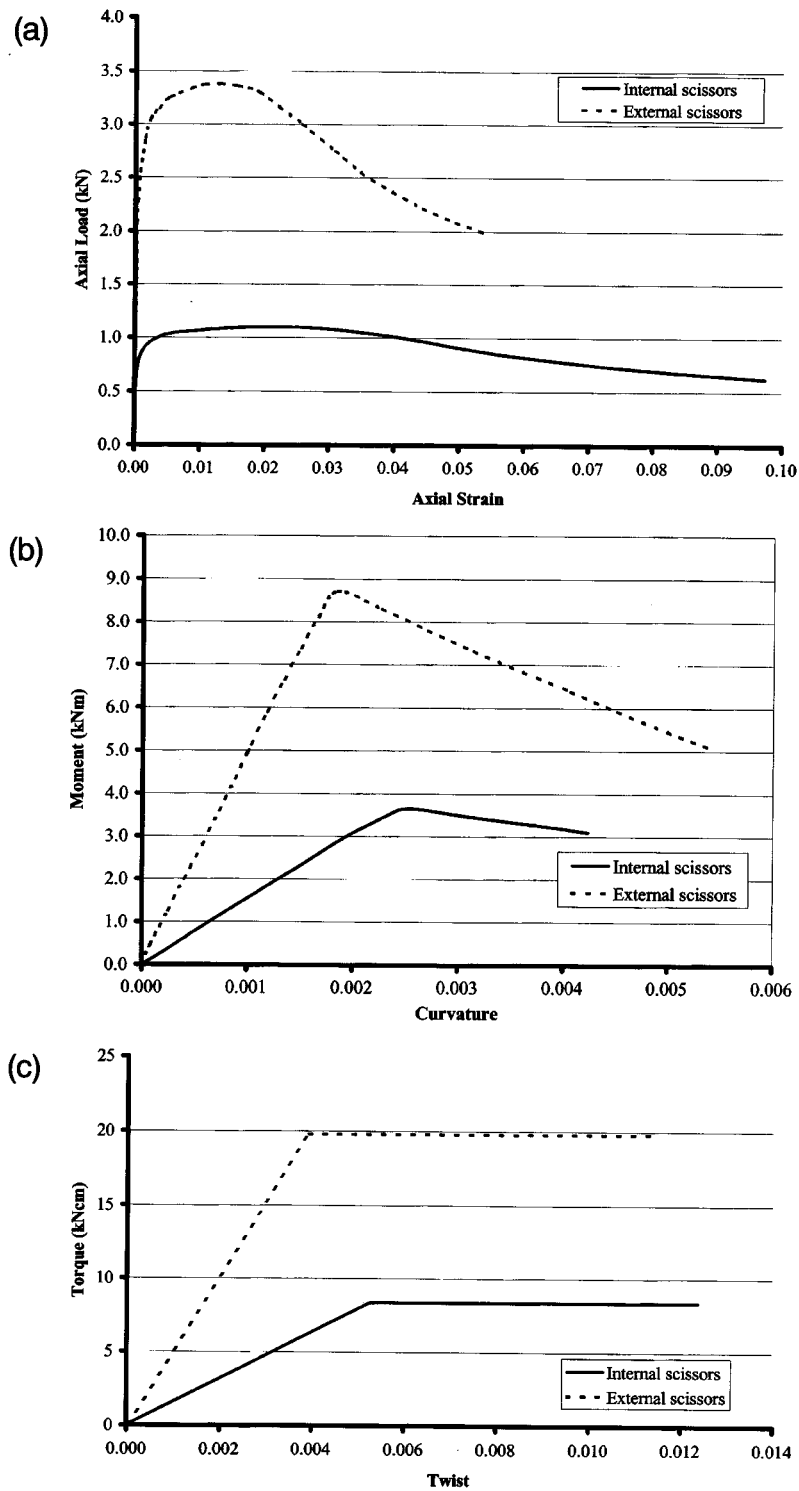 (a)
4.0
3.5
3.0
2.5
2.0
1.5
1.0
0.5
0.0
Axial Load (kN)
Internal scissors
External scissors
0.00 0.01 0.02 0.03 0.04 0.05 0.06 0.07 0.08 0.09 0.10
Axial Strain
(b)
10.0
9.0
8.0
7.0
6.0
5.0
4.0
3.0
2.0
1.0
0.0
Moment (kNm)
Internal scissors
External scissors
0.000 0.001 0.002 0.003 0.004 0.005 0.006
Curvature
(c)
25
20
15
10
5
0
Torque (kNcm)
Internal scissors
External scissors
0.000 0.002 0.004 0.006 0.008 0.010 0.012 0.014
Twist